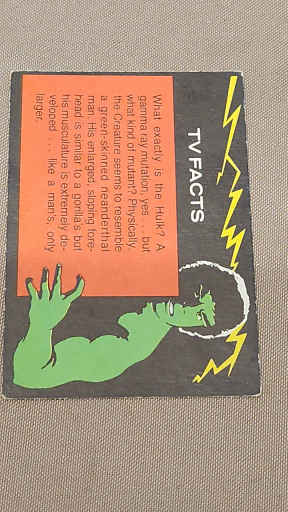 TV FACTS
What exactly is the Hulk? A
gamma ray mutation, yes . . . but
what kind of mutant? Physically,
the Creature seems to resemble
a green-skinned neanderthal
man. His enlarged, sloping fore-
head is similar to a gorilla's but
his musculature is extremely de-
veloped . . . like a man's, only
larger.